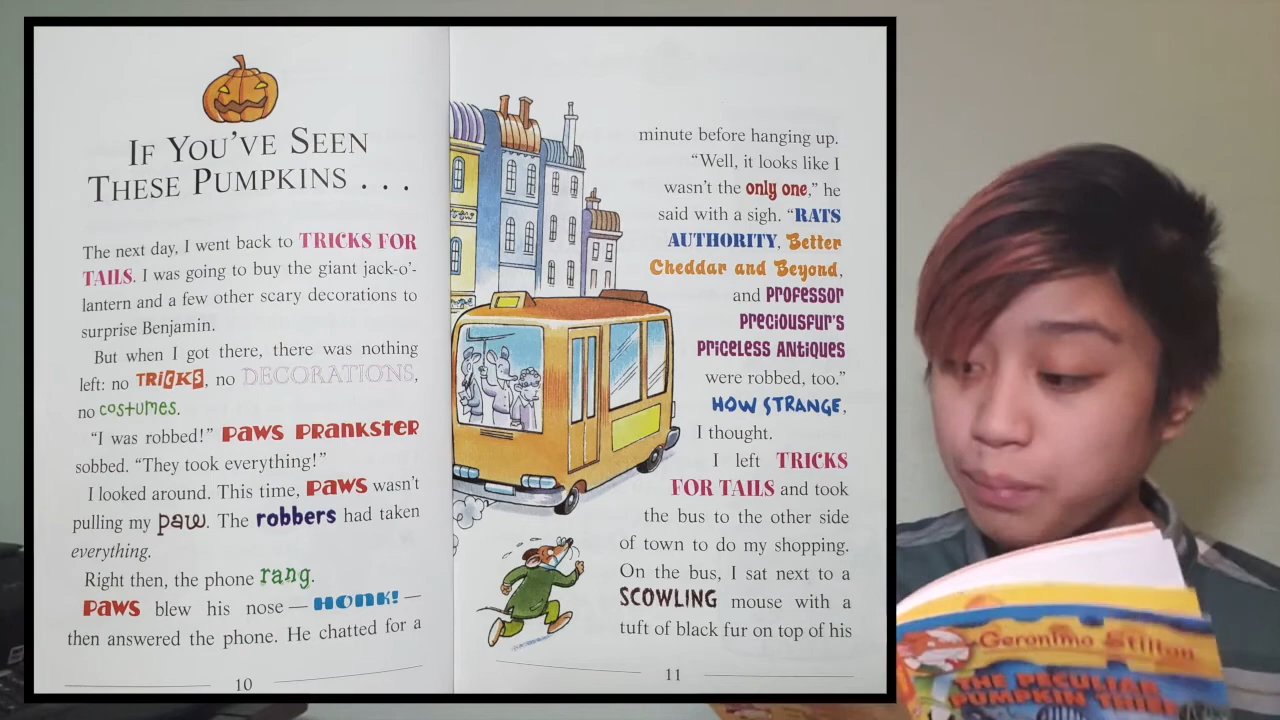 IF YOU'VE SEEN
THESE PUMPKINS . . .
The next day, I went back to TRICKS FOR
TAILS. I was going to buy the giant jack-o'-
lantern and a few other scary decorations to
surprise Benjamin.
But when I got there, there was nothing
left: no TRICKS, no DECORATIONS,
no costumes.
"I was robbed!" PAWS PRANKSTER
sobbed. "They took everything!"
I looked around. This time, PAWS wasn't
pulling my paw. The robbers had taken
everything.
Right then, the phone rang.
PAWS blew his nose — HONK! —
then answered the phone. He chatted for a
10
minute before hanging up.
"Well, it looks like I
wasn't the only one," he
said with a sigh. "RATS
AUTHORITY, Better
Cheddar and Beyond,
and PROFESSOR
PRECIOUSFUR'S
PRICELESS ANTIQUES
were robbed, too."
HOW STRANGE,
I thought.
I left TRICKS
FOR TAILS and took
the bus to the other side
of town to do my shopping.
On the bus, I sat next to a
SCOWLING mouse with a
tuft of black fur on top of his
11
Geronimo Stilton
THE PECULIAR
PUMPKIN THIEF